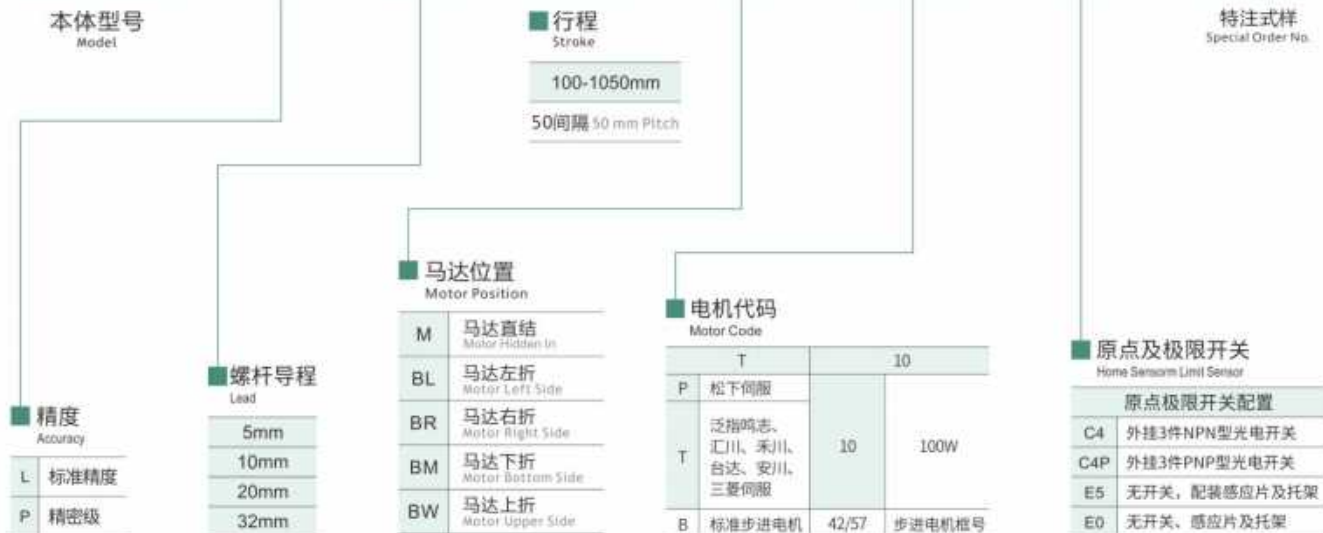 本体型号
Model
行程
Stroke
100-1050mm
50间隔 50 mm Pitch
特注式样
Special Order No.
精度
Accuracy
L 标准精度
P 精密级
螺杆导程
Lead
5mm
10mm
20mm
32mm
马达位置
Motor Position
M 马达直结
Motor Hidden In
BL 马达左折
Motor Left Side
BR 马达右折
Motor Right Side
BM 马达下折
Motor Bottom Side
BW 马达上折
Motor Upper Side
电机代码
Motor Code
T 10
P 松下伺服
T 泛指鸣志、
汇川、禾川、
台达、安川、
三菱伺服
10 100W
B 标准步进电机 42/57 步进电机框号
原点及极限开关
Home Sensorm Limit Sensor
原点极限开关配置
C4 外挂3件NPN型光电开关
C4P 外挂3件PNP型光电开关
E5 无开关，配装感应片及托架
E0 无开关、感应片及托架